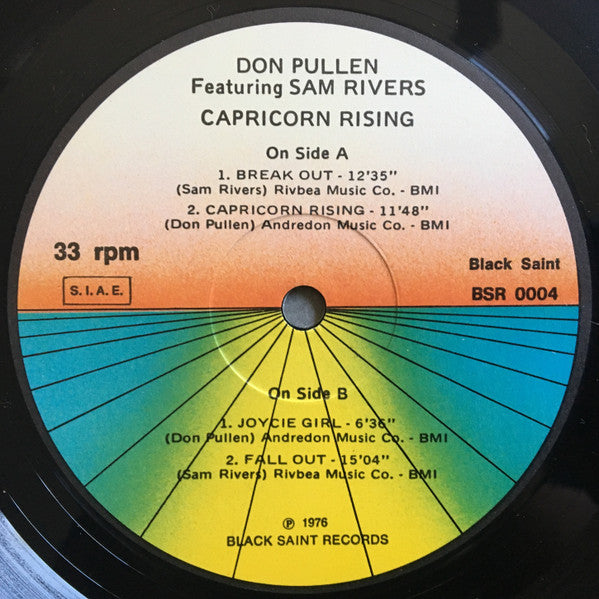 DON PULLEN
Featuring SAM RIVERS
CAPRICORN RISING
On Side A
1. BREAK OUT - 12'35"
(Sam Rivers) Rivbea Music Co. - BMI
2. CAPRICORN RISING - 11'48"
(Don Pullen) Andredon Music Co. - BMI
33 rpm
S.I.A.E.
Black Saint
BSR 0004
On Side B
1. JOYCIE GIRL - 6'36"
(Don Pullen) Andredon Music Co. - BMI
2. FALL OUT - 15'04"
(Sam Rivers) Rivbea Music Co. - BMI
℗ 1976
BLACK SAINT RECORDS